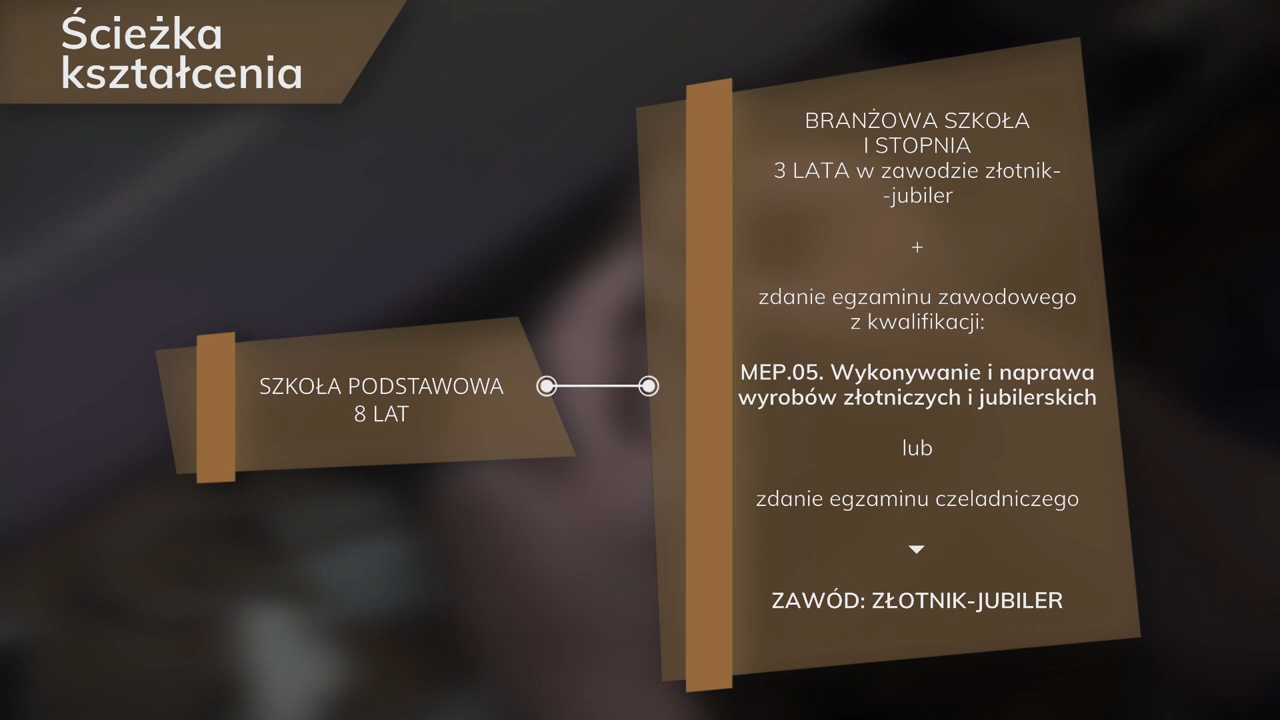 Ścieżka
kształcenia
SZKOŁA PODSTAWOWA
8 LAT
BRANŻOWA SZKOŁA
I STOPNIA
3 LATA w zawodzie złotnik-
-jubiler
+
zdanie egzaminu zawodowego
z kwalifikacji:
MEP.05. Wykonywanie i naprawa
wyrobów złotniczych i jubilerskich
lub
zdanie egzaminu czeladniczego
ZAWÓD: ZŁOTNIK-JUBILER